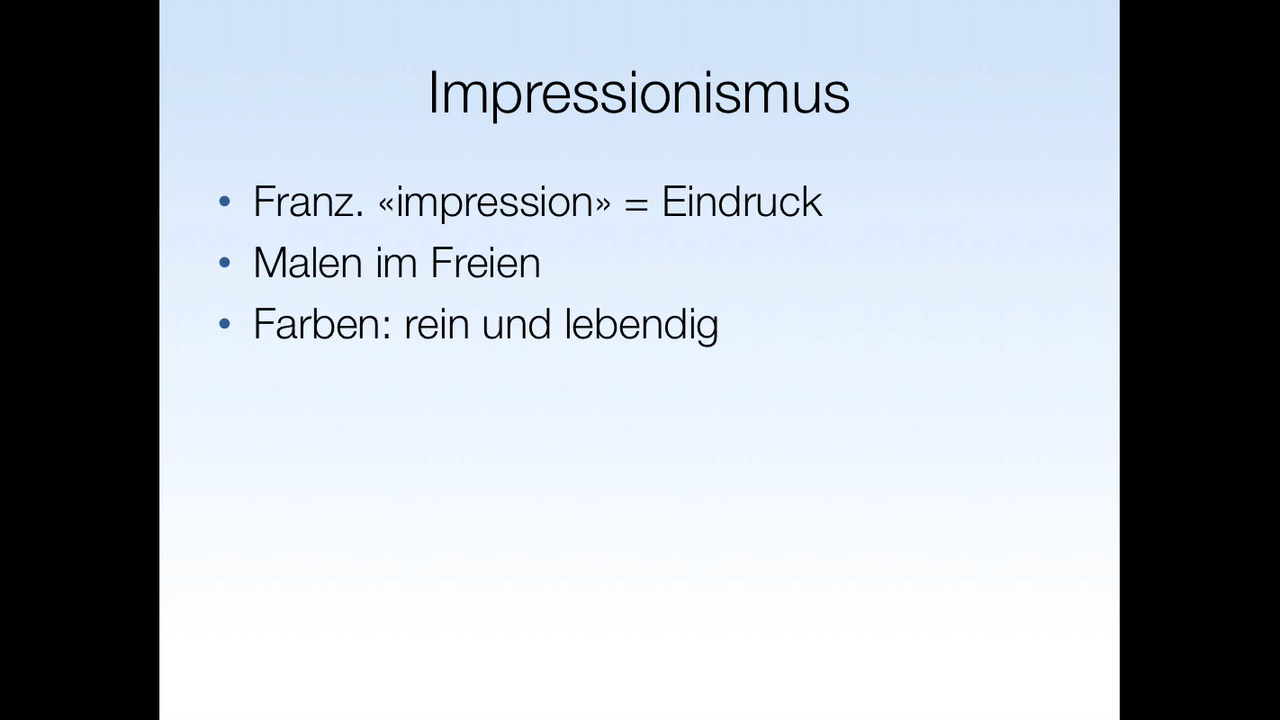 Impressionismus
• Franz. «impression» = Eindruck
• Malen im Freien
• Farben: rein und lebendig